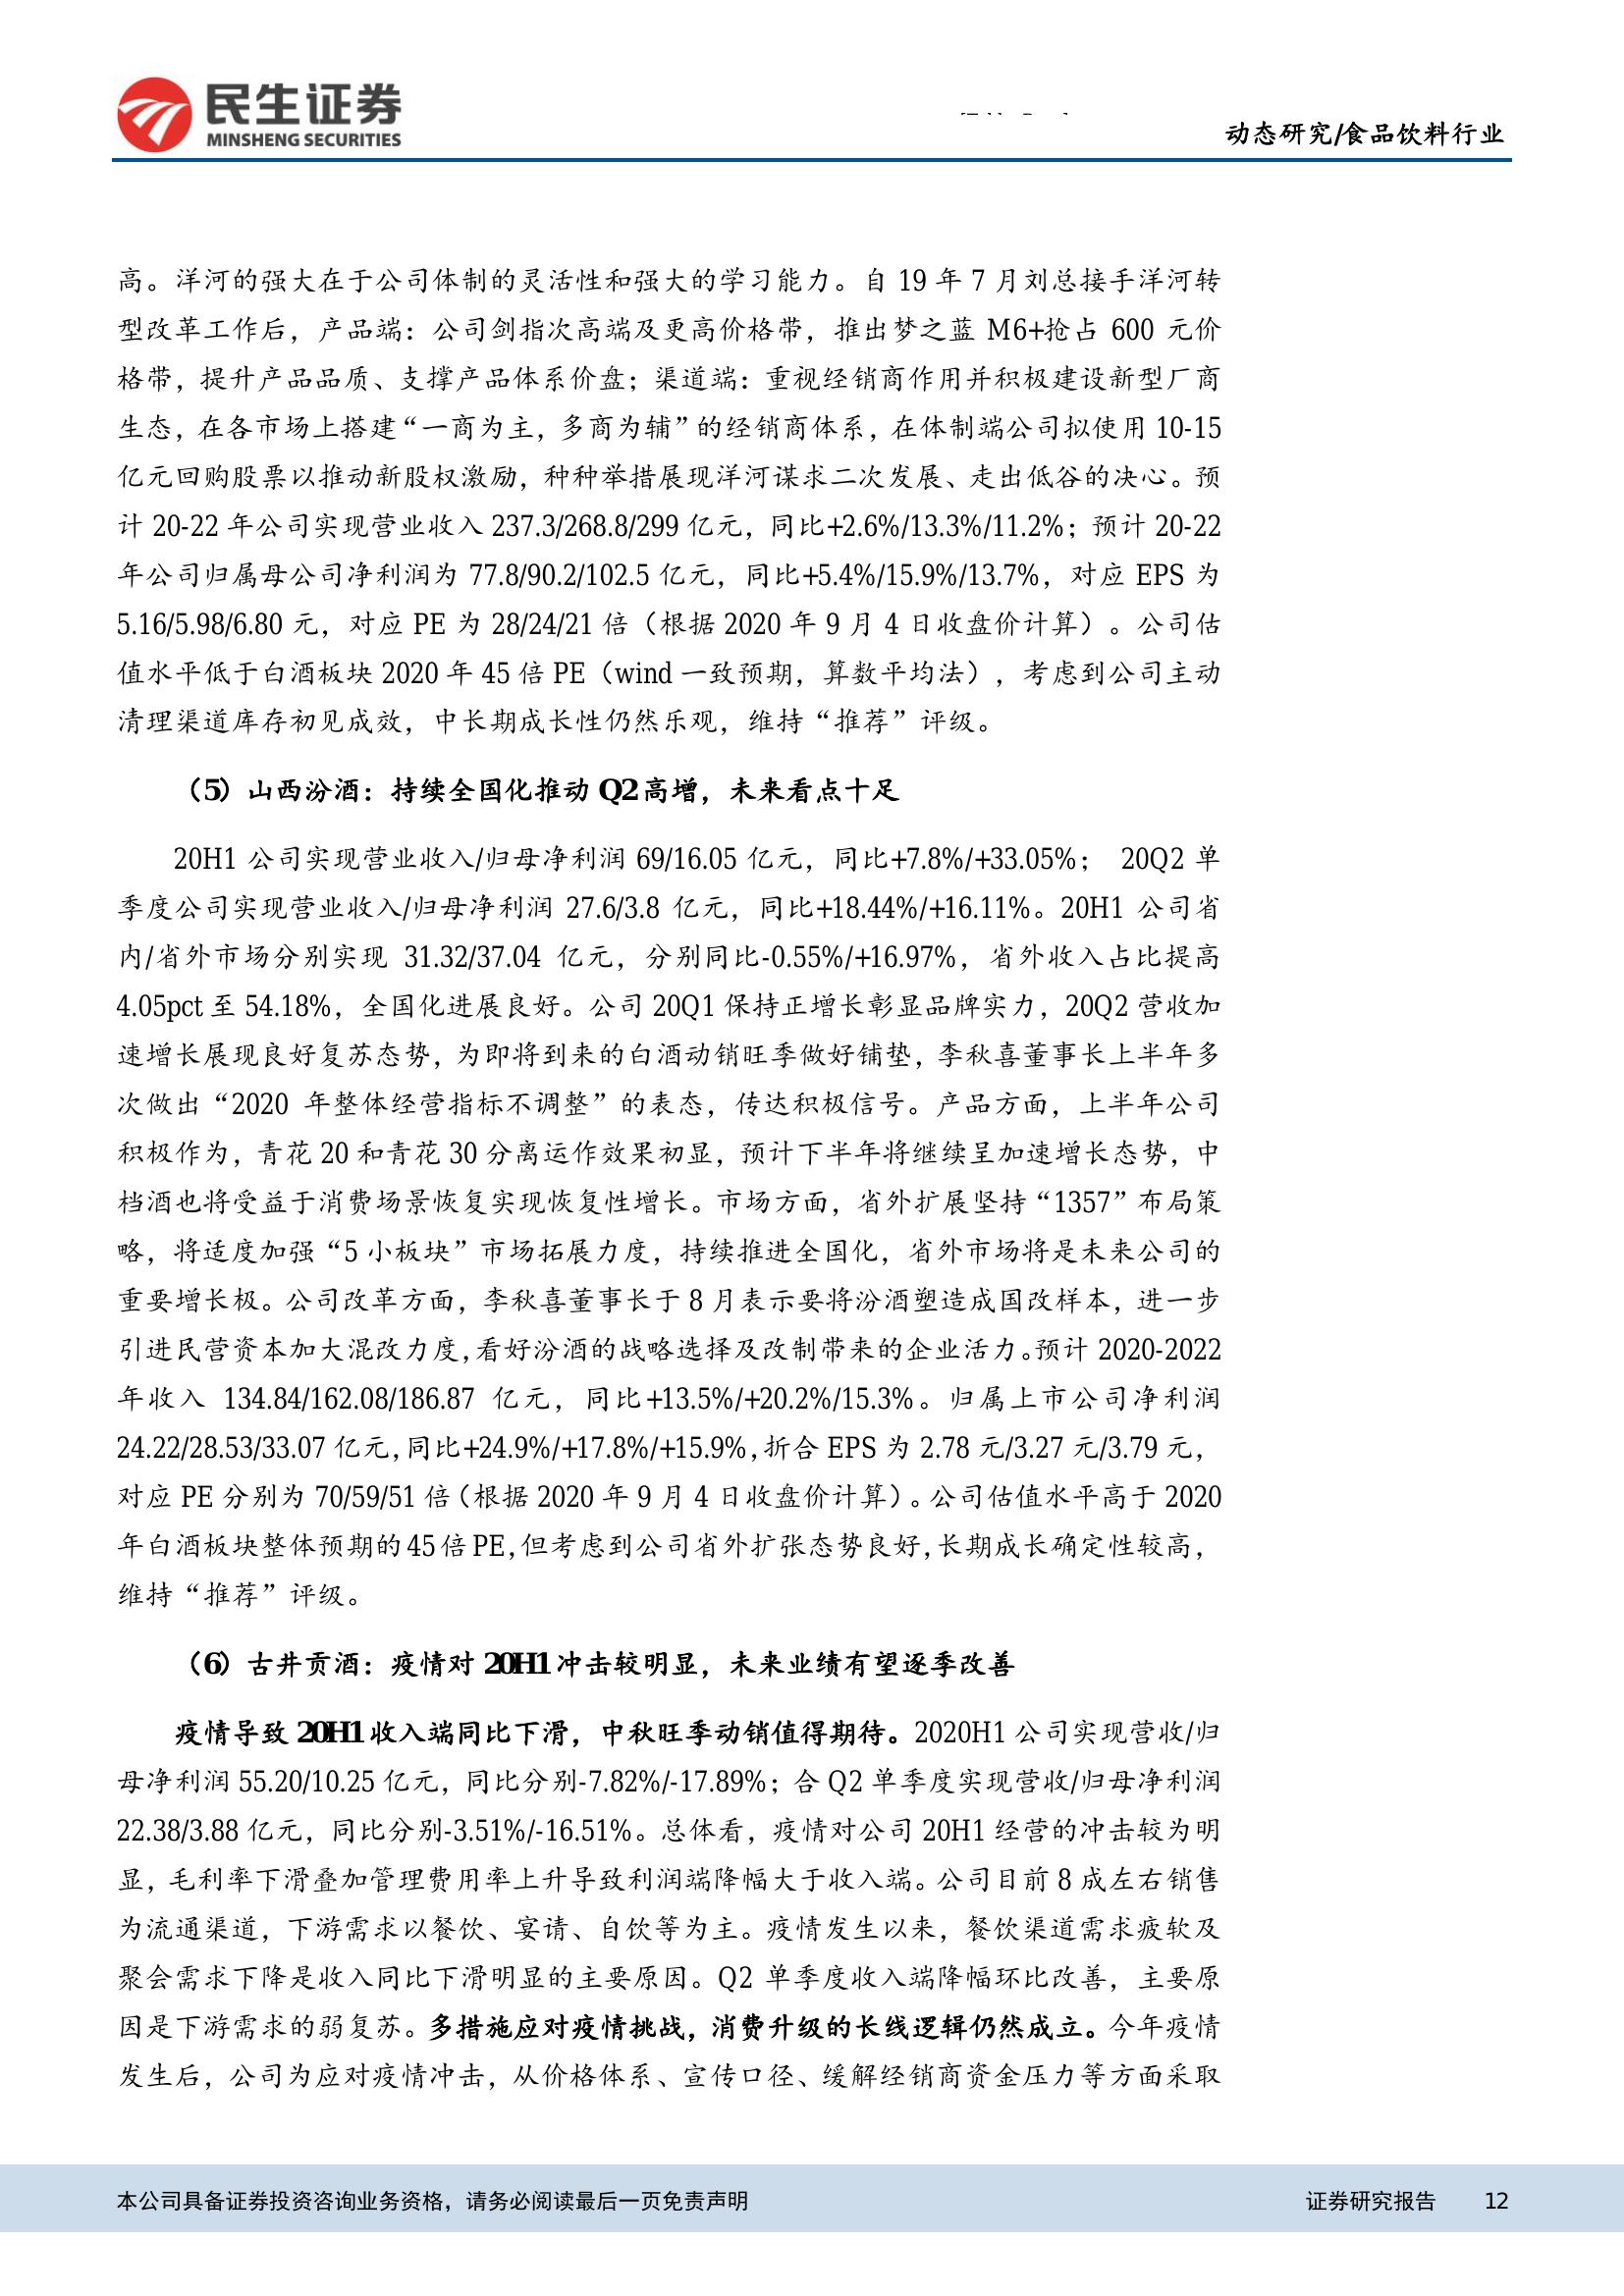 民生证券
MINSHENG SECURITIES
动态研究/食品饮料行业
高。洋河的强大在于公司体制的灵活性和强大的学习能力。自 19 年 7 月刘总接手洋河转
型改革工作后，产品端：公司剑指次高端及更高价格带，推出梦之蓝 M6+抢占 600 元价
格带，提升产品品质、支撑产品体系价盘；渠道端：重视经销商作用并积极建设新型厂商
生态，在各市场上搭建“一商为主，多商为辅”的经销商体系，在体制端公司拟使用 10-15
亿元回购股票以推动新股权激励，种种举措展现洋河谋求二次发展、走出低谷的决心。预
计 20-22 年公司实现营业收入 237.3/268.8/299 亿元，同比+2.6%/13.3%/11.2%；预计 20-22
年公司归属母公司净利润为 77.8/90.2/102.5 亿元，同比+5.4%/15.9%/13.7%，对应 EPS 为
5.16/5.98/6.80 元，对应 PE 为 28/24/21 倍（根据 2020 年 9 月 4 日收盘价计算）。公司估
值水平低于白酒板块 2020 年 45 倍 PE（wind 一致预期，算数平均法），考虑到公司主动
清理渠道库存初见成效，中长期成长性仍然乐观，维持“推荐”评级。
（5）山西汾酒：持续全国化推动 Q2 高增，未来看点十足
20H1 公司实现营业收入/归母净利润 69/16.05 亿元，同比+7.8%/+33.05%； 20Q2 单
季度公司实现营业收入/归母净利润 27.6/3.8 亿元，同比+18.44%/+16.11%。20H1 公司省
内/省外市场分别实现 31.32/37.04 亿元，分别同比-0.55%/+16.97%，省外收入占比提高
4.05pct 至 54.18%，全国化进展良好。公司 20Q1 保持正增长彰显品牌实力，20Q2 营收加
速增长展现良好复苏态势，为即将到来的白酒动销旺季做好铺垫，李秋喜董事长上半年多
次做出“2020 年整体经营指标不调整”的表态，传达积极信号。产品方面，上半年公司
积极作为，青花 20 和青花 30 分离运作效果初显，预计下半年将继续呈加速增长态势，中
档酒也将受益于消费场景恢复实现恢复性增长。市场方面，省外扩展坚持“1357”布局策
略，将适度加强“5 小板块”市场拓展力度，持续推进全国化，省外市场将是未来公司的
重要增长极。公司改革方面，李秋喜董事长于 8 月表示要将汾酒塑造成国改样本，进一步
引进民营资本加大混改力度，看好汾酒的战略选择及改制带来的企业活力。预计 2020-2022
年收入 134.84/162.08/186.87 亿元，同比+13.5%/+20.2%/15.3%。归属上市公司净利润
24.22/28.53/33.07 亿元，同比+24.9%/+17.8%/+15.9%，折合 EPS 为 2.78 元/3.27 元/3.79 元，
对应 PE 分别为 70/59/51 倍（根据 2020 年 9 月 4 日收盘价计算）。公司估值水平高于 2020
年白酒板块整体预期的 45 倍 PE，但考虑到公司省外扩张态势良好，长期成长确定性较高，
维持“推荐”评级。
（6）古井贡酒：疫情对 20H1 冲击较明显，未来业绩有望逐季改善
疫情导致 20H1 收入端同比下滑，中秋旺季动销值得期待。2020H1 公司实现营收/归
母净利润 55.20/10.25 亿元，同比分别-7.82%/-17.89%；合 Q2 单季度实现营收/归母净利润
22.38/3.88 亿元，同比分别-3.51%/-16.51%。总体看，疫情对公司 20H1 经营的冲击较为明
显，毛利率下滑叠加管理费用率上升导致利润端降幅大于收入端。公司目前 8 成左右销售
为流通渠道，下游需求以餐饮、宴请、自饮等为主。疫情发生以来，餐饮渠道需求疲软及
聚会需求下降是收入同比下滑明显的主要原因。Q2 单季度收入端降幅环比改善，主要原
因是下游需求的弱复苏。多措施应对疫情挑战，消费升级的长线逻辑仍然成立。今年疫情
发生后，公司为应对疫情冲击，从价格体系、宣传口径、缓解经销商资金压力等方面采取
本公司具备证券投资咨询业务资格，请务必阅读最后一页免责声明
证券研究报告 12